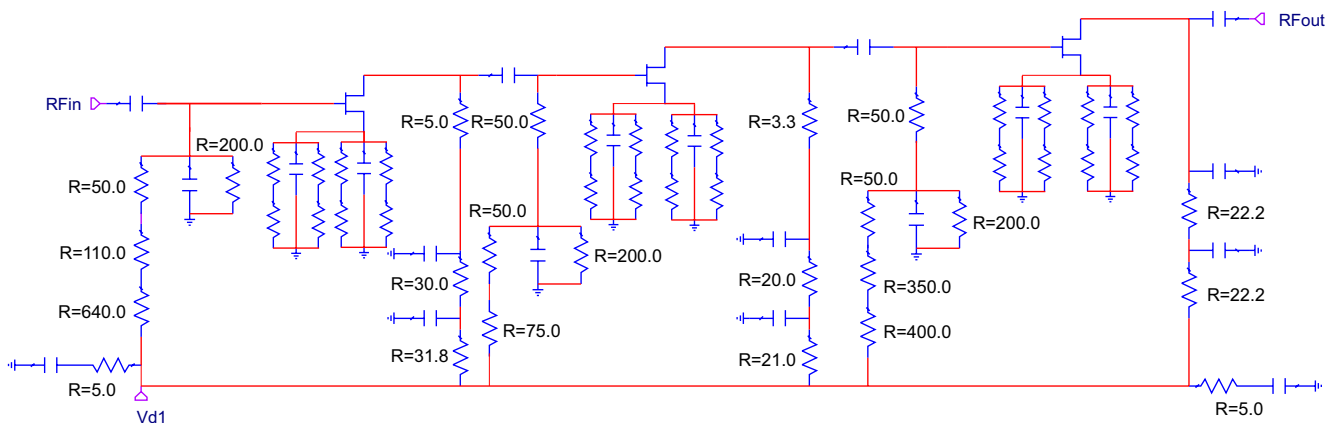 RFout
RFin
R=200.0
R=5.0
R=50.0
R=3.3
R=50.0
R=50.0
R=50.0
R=50.0
R=200.0
R=22.2
R=110.0
R=200.0
R=30.0
R=20.0
R=350.0
R=640.0
R=75.0
R=400.0
R=22.2
R=31.8
R=21.0
R=5.0
R=5.0
Vd1